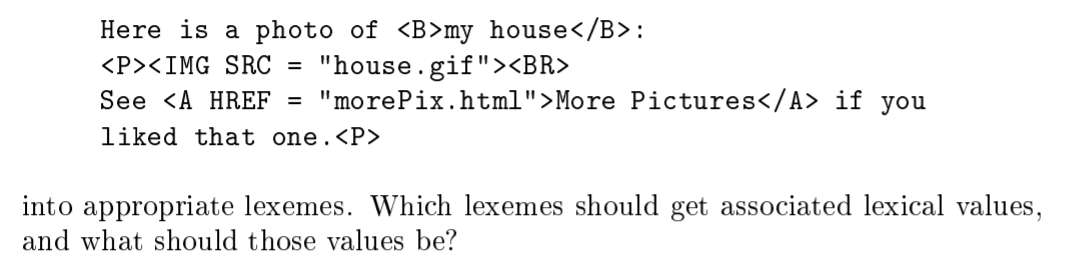 Here is a photo of <B>my house</B>:
<P><IMG SRC = "house.gif"><BR>
See <A HREF = "morePix.html">More Pictures</A> if you
liked that one.<P>
into appropriate lexemes. Which lexemes should get associated lexical values,
and what should those values be?